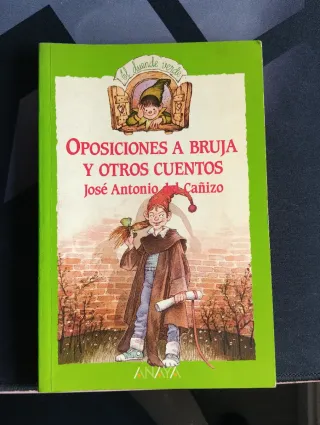 el duende verde
OPOSICIONES A BRUJA
Y OTROS CUENTOS
José Antonio del Cañizo
ANAYA